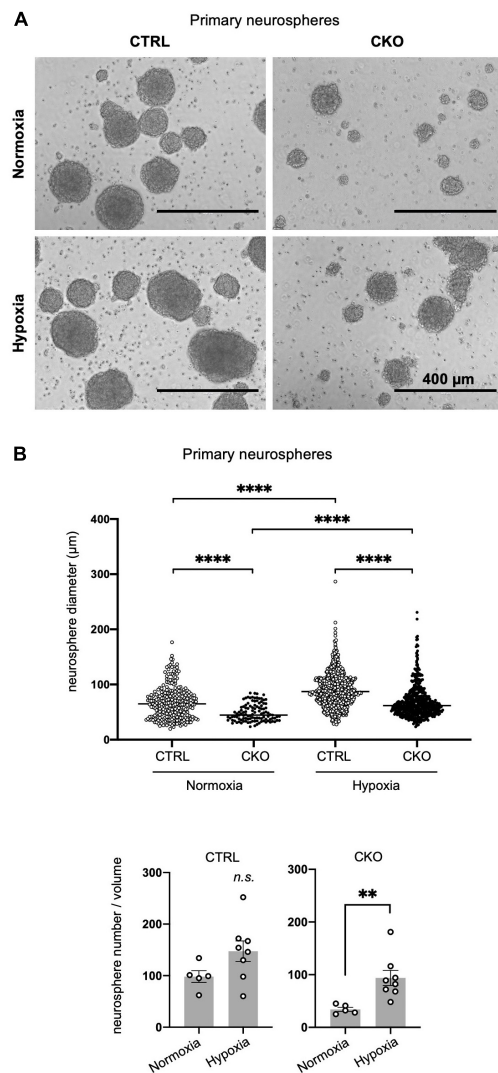 A
Primary neurospheres
CTRL
CKO
Normoxia
Hypoxia
400 µm
B
Primary neurospheres
****
****
****
****
neurosphere diameter (µm)
400
300
200
100
0
CTRL
CKO
CTRL
CKO
Normoxia
Hypoxia
neurosphere number / volume
CTRL
n.s.
300
200
100
0
Normoxia
Hypoxia
CKO
**
300
200
100
0
Normoxia
Hypoxia